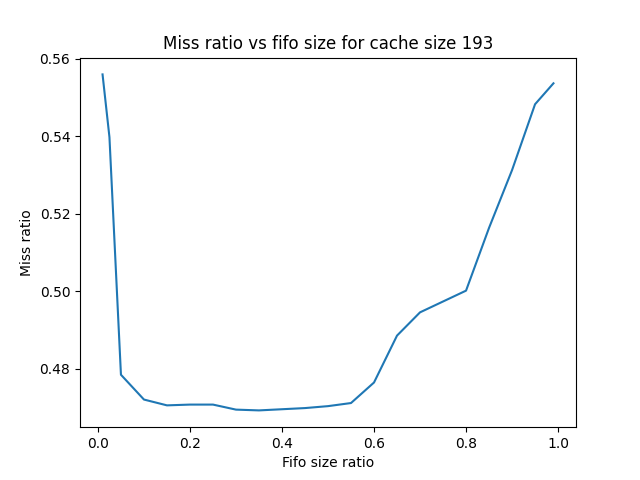 Miss ratio vs fifo size for cache size 193
0.56
0.54
0.52
0.50
0.48
Miss ratio
0.0 0.2 0.4 0.6 0.8 1.0
Fifo size ratio